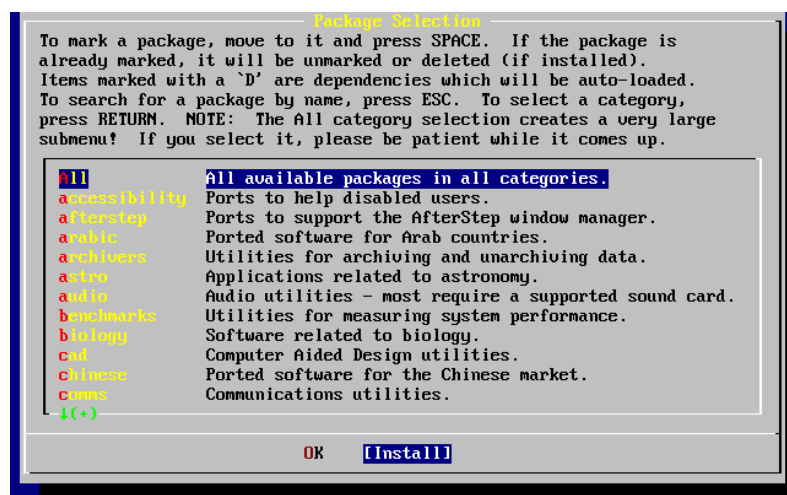 Package Selection
To mark a package, move to it and press SPACE.  If the package is
already marked, it will be unmarked or deleted (if installed).
Items marked with a `D' are dependencies which will be auto-loaded.
To search for a package by name, press ESC.  To select a category,
press RETURN.  NOTE:  The All category selection creates a very large
submenu!  If you select it, please be patient while it comes up.
All All available packages in all categories.
accessibility Ports to help disabled users.
afterstep Ports to support the AfterStep window manager.
arabic Ported software for Arab countries.
archivers Utilities for archiving and unarchiving data.
astro Applications related to astronomy.
audio Audio utilities - most require a supported sound card.
benchmarks Utilities for measuring system performance.
biology Software related to biology.
cad Computer Aided Design utilities.
chinese Ported software for the Chinese market.
comms Communications utilities.
↓(+)
OK [Install]